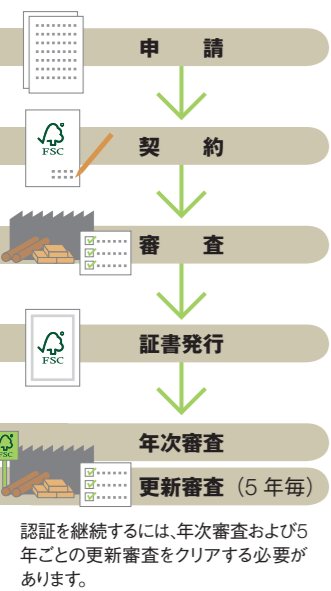 申 請
FSC
契 約
審 査
FSC
証書発行
FSC
年次審査
更新審査（5 年毎）
認証を継続するには、年次審査および5
年ごとの更新審査をクリアする必要が
あります。